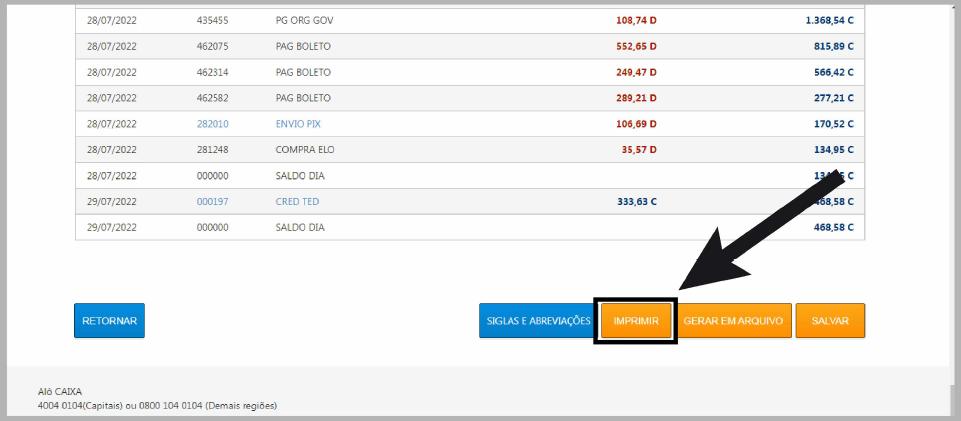 28/07/2022 435455 PG ORG GOV 108,74 D 1.368,54 C
28/07/2022 462075 PAG BOLETO 552,65 D 815,89 C
28/07/2022 462314 PAG BOLETO 249,47 D 566,42 C
28/07/2022 462582 PAG BOLETO 289,21 D 277,21 C
28/07/2022 282010 ENVIO PIX 106,69 D 170,52 C
28/07/2022 281248 COMPRA ELO 35,57 D 134,95 C
28/07/2022 000000 SALDO DIA C
29/07/2022 000197 CRED TED 333,63 C 468,58 C
29/07/2022 000000 SALDO DIA 468,58 C
RETORNAR SIGLAS E ABREVIAÇÕES IMPRIMIR GERAR EM ARQUIVO SALVAR
Alô CAIXA
4004 0104(Capitais) ou 0800 104 0104 (Demais regiões)